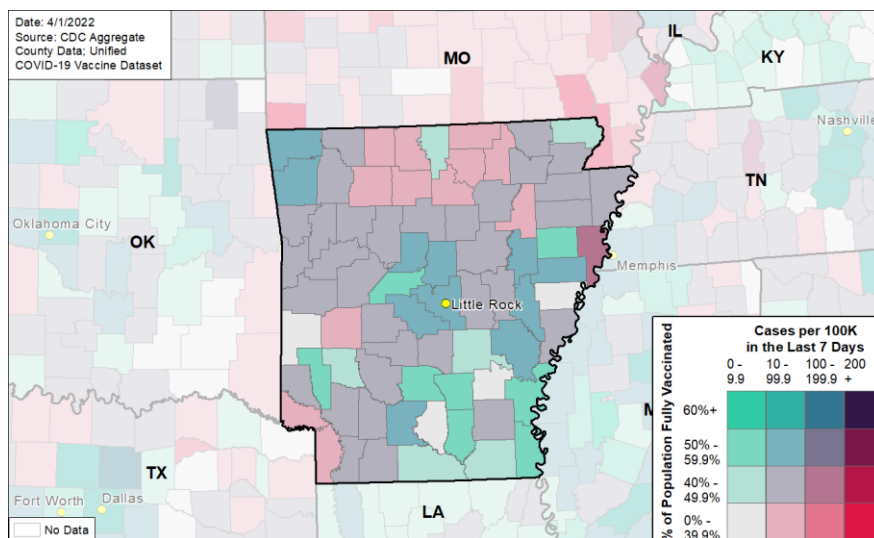 Date: 4/1/2022
Source: CDC Aggregate
County Data; Unified
COVID-19 Vaccine Dataset
IL
MO
KY
Nashville
TN
Oklahoma City
OK
Memphis
Little Rock
Cases per 100K
in the Last 7 Days
0 - 10 - 100 - 200
9.9 99.9 199.9 +
% of Population Fully Vaccinated
60%+
50% -
59.9%
40% -
49.9%
0% -
39.9%
M
TX
Fort Worth
Dallas
LA
No Data